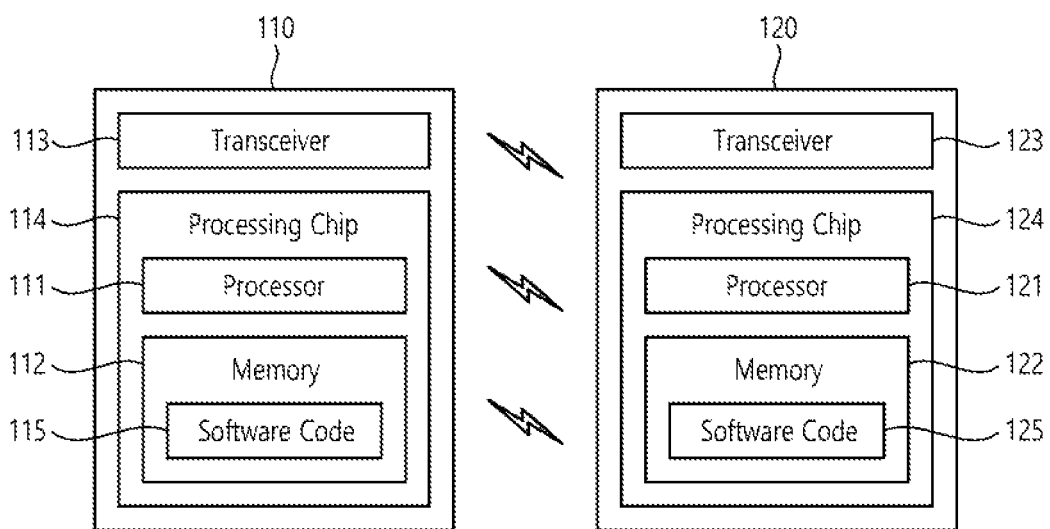 110
120
113
Transceiver
Transceiver
123
114
Processing Chip
Processing Chip
124
111
Processor
Processor
121
112
Memory
Memory
122
115
Software Code
Software Code
125